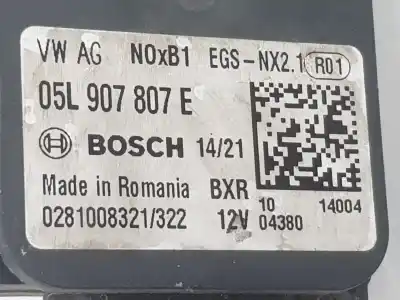 VW AG NOxB1 EGS-NX2.1 R01
05L 907 807 E
BOSCH 14/21
Made in Romania BXR 10 14004
0281008321/322 12V 04380